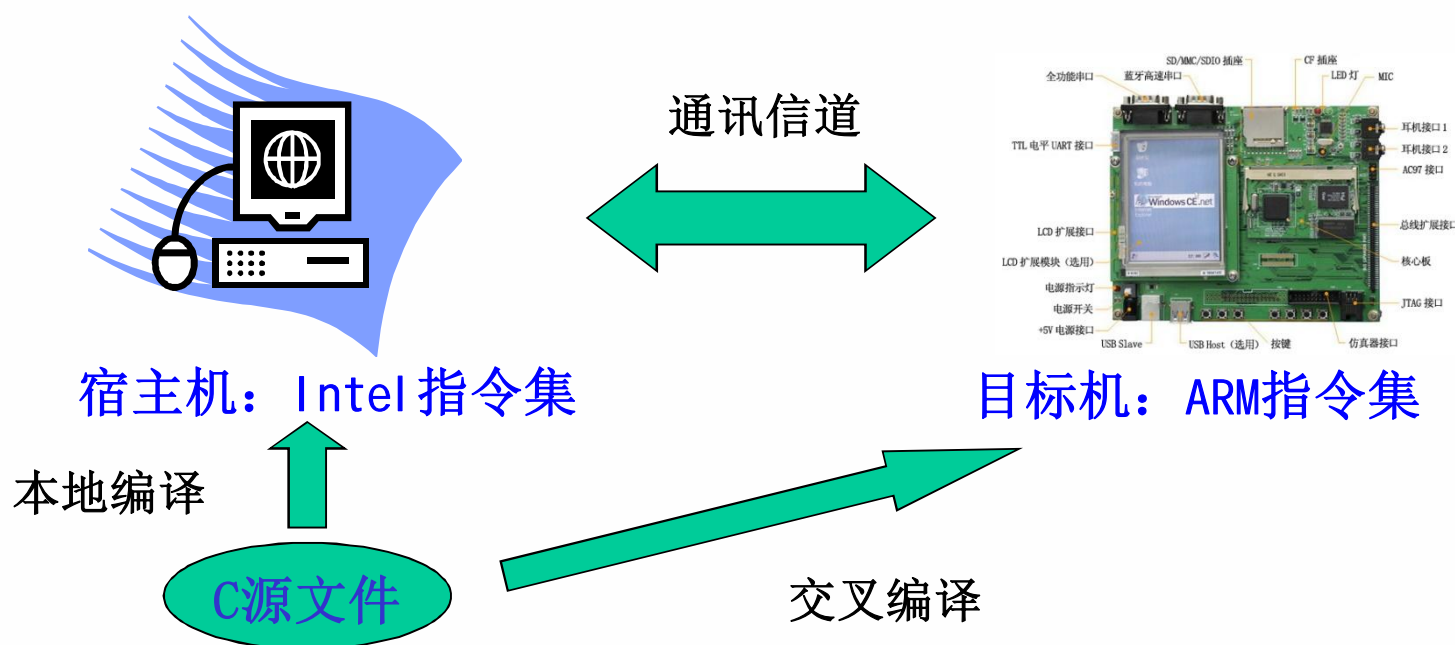 SD/MMC/SDIO 插座
CF 插座
全功能串口
蓝牙高速串口
LED 灯
MIC
通讯信道
耳机接口 1
耳机接口 2
TTL 电平 UART 接口
AC97 接口
Windows CE.net
总线扩展接口
LCD 扩展接口
核心板
LCD 扩展模块（选用）
电源指示灯
JTAG 接口
电源开关
+5V 电源接口
USB Slave
USB Host（选用）
按键
仿真器接口
宿主机：Intel指令集
目标机：ARM指令集
本地编译
C源文件
交叉编译